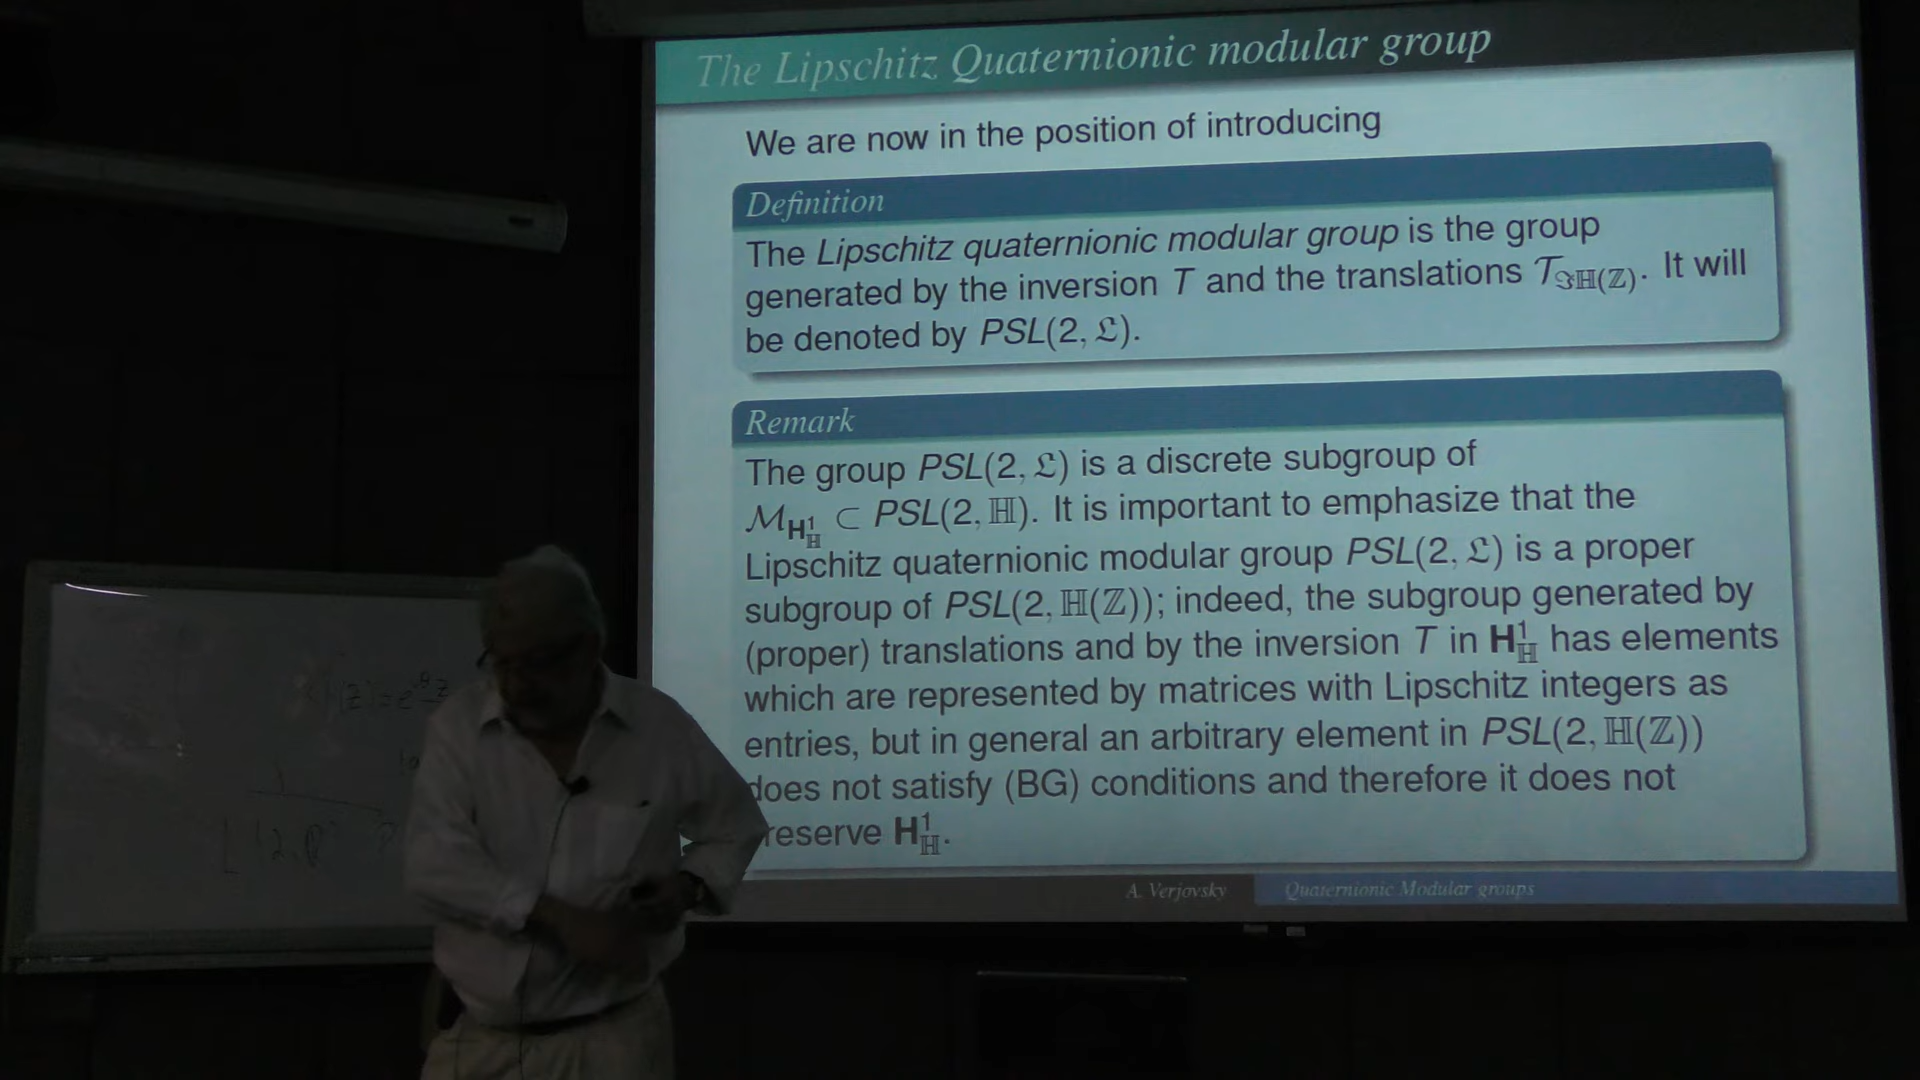 The Lipschitz Quaternionic modular group
We are now in the position of introducing
Definition
The Lipschitz quaternionic modular group is the group
generated by the inversion T and the translations 𝒯_ℑℍ(ℤ). It will
be denoted by PSL(2, 𝔏).
Remark
The group PSL(2, 𝔏) is a discrete subgroup of
ℳ_{𝐇¹_ℍ} ⊂ PSL(2, ℍ). It is important to emphasize that the
Lipschitz quaternionic modular group PSL(2, 𝔏) is a proper
subgroup of PSL(2, ℍ(ℤ)); indeed, the subgroup generated by
(proper) translations and by the inversion T in 𝐇¹_ℍ has elements
which are represented by matrices with Lipschitz integers as
entries, but in general an arbitrary element in PSL(2, ℍ(ℤ))
does not satisfy (BG) conditions and therefore it does not
reserve 𝐇¹_ℍ.
A. Verjovsky
Quaternionic Modular groups